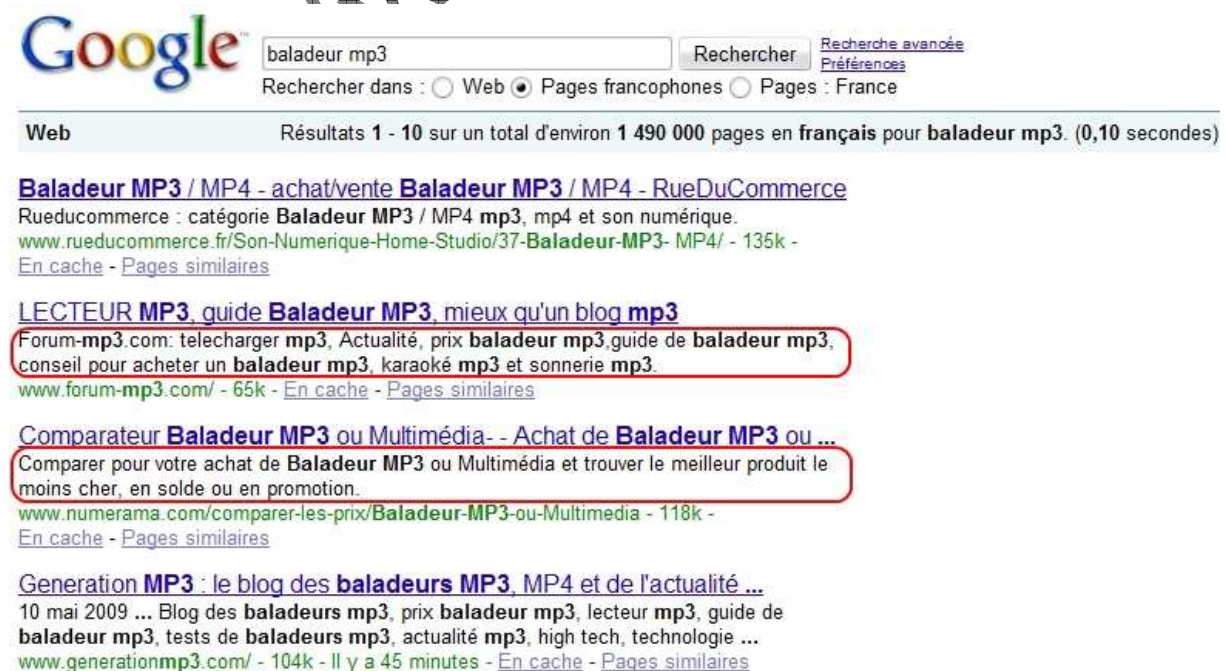 Google™ baladeur mp3 Rechercher Recherche avancée
Préférences
Rechercher dans : Web Pages francophones Pages : France
Web Résultats 1 - 10 sur un total d'environ 1 490 000 pages en français pour baladeur mp3. (0,10 secondes)
Baladeur MP3 / MP4 - achat/vente Baladeur MP3 / MP4 - RueDuCommerce
Rueducommerce : catégorie Baladeur MP3 / MP4 mp3, mp4 et son numérique.
www.rueducommerce.fr/Son-Numerique-Home-Studio/37-Baladeur-MP3- MP4/ - 135k -
En cache - Pages similaires
LECTEUR MP3, guide Baladeur MP3, mieux qu'un blog mp3
Forum-mp3.com: telecharger mp3, Actualité, prix baladeur mp3,guide de baladeur mp3,
conseil pour acheter un baladeur mp3, karaoké mp3 et sonnerie mp3.
www.forum-mp3.com/ - 65k - En cache - Pages similaires
Comparateur Baladeur MP3 ou Multimédia- - Achat de Baladeur MP3 ou ...
Comparer pour votre achat de Baladeur MP3 ou Multimédia et trouver le meilleur produit le
moins cher, en solde ou en promotion.
www.numerama.com/comparer-les-prix/Baladeur-MP3-ou-Multimedia - 118k -
En cache - Pages similaires
Generation MP3 : le blog des baladeurs MP3, MP4 et de l'actualité ...
10 mai 2009 ... Blog des baladeurs mp3, prix baladeur mp3, lecteur mp3, guide de
baladeur mp3, tests de baladeurs mp3, actualité mp3, high tech, technologie ...
www.generationmp3.com/ - 104k - Il y a 45 minutes - En cache - Pages similaires